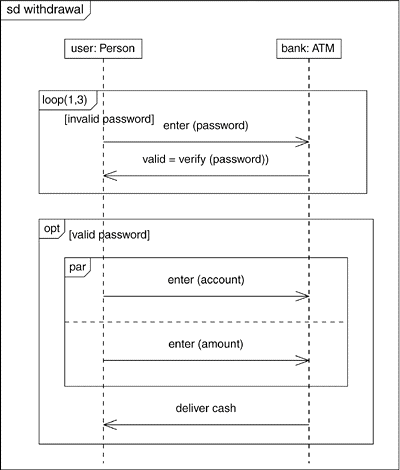 sd withdrawal
user: Person
bank: ATM
loop(1,3)
[invalid password]
enter (password)
valid = verify (password))
opt
[valid password]
par
enter (account)
enter (amount)
deliver cash